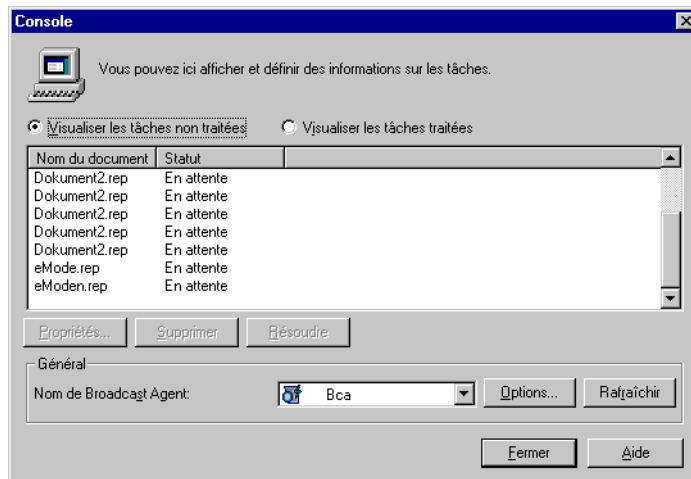 Console
Vous pouvez ici afficher et définir des informations sur les tâches.
Visualiser les tâches non traitées Visualiser les tâches traitées
Nom du document Statut
Dokument2.rep En attente
Dokument2.rep En attente
Dokument2.rep En attente
Dokument2.rep En attente
Dokument2.rep En attente
eMode.rep En attente
eModen.rep En attente
Propriétés... Supprimer Résoudre
Général
Nom de Broadcast Agent: Bca Options... Rafraîchir
Fermer Aide